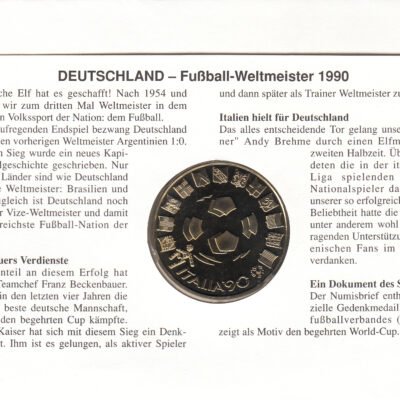 DEUTSCHLAND – Fußball-Weltmeister 1990
che Elf hat es geschafft! Nach 1954 und
wir zum dritten Mal Weltmeister in dem
n Volkssport der Nation: dem Fußball.
ufregenden Endspiel bezwang Deutschland
en vorherigen Weltmeister Argentinien 1:0.
Sieg wurde ein neues Kapi-
lgeschichte geschrieben. Nur
Länder sind wie Deutschland
e Weltmeister: Brasilien und
gleich ist Deutschland noch
r Vize-Weltmeister und damit
reichste Fußball-Nation der
uers Verdienste
nteil an diesem Erfolg hat
Teamchef Franz Beckenbauer.
in den letzten vier Jahren die
beste deutsche Mannschaft,
den begehrten Cup kämpfte.
Kaiser hat sich mit diesem Sieg ein Denk-
t. Ihm ist es gelungen, als aktiver Spieler
und dann später als Trainer Weltmeister zu
Italien hielt für Deutschland
Das alles entscheidende Tor gelang unse
ner" Andy Brehme durch einen Elfm
zweiten Halbzeit. Üb
deten die in der it
Liga spielenden
Nationalspieler da
unserer so erfolgreich
Beliebtheit hatte die
unter anderem wohl
ragenden Unterstützu
enischen Fans im
verdanken.
Ein Dokument des S
Der Numisbrief enth
zielle Gedenkmedail
fußballverbandes (
zeigt als Motiv den begehrten World-Cup.
ITALIA'90